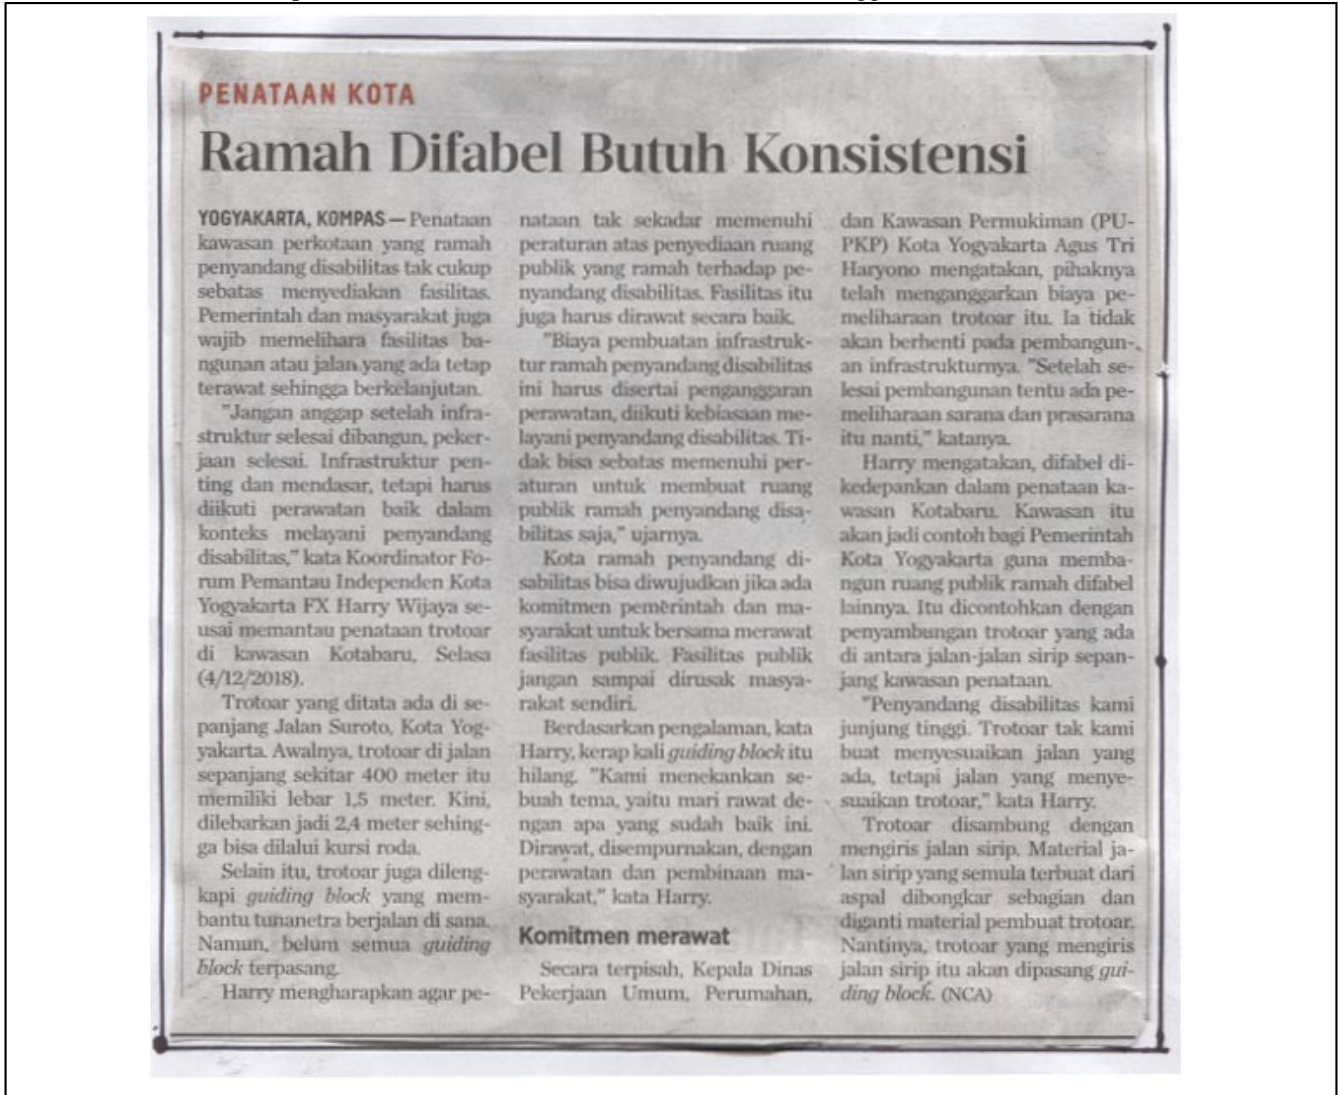 PENATAAN KOTA
Ramah Difabel Butuh Konsistensi
YOGYAKARTA, KOMPAS — Penataan
kawasan perkotaan yang ramah
penyandang disabilitas tak cukup
sebatas menyediakan fasilitas.
Pemerintah dan masyarakat juga
wajib memelihara fasilitas ba-
ngunan atau jalan yang ada tetap
terawat sehingga berkelanjutan.
"Jangan anggap setelah infra-
struktur selesai dibangun, peker-
jaan selesai. Infrastruktur pen-
ting dan mendasar, tetapi harus
diikuti perawatan baik dalam
konteks melayani penyandang
disabilitas," kata Koordinator Fo-
rum Pemantau Independen Kota
Yogyakarta FX Harry Wijaya se-
usai memantau penataan trotoar
di kawasan Kotabaru, Selasa
(4/12/2018).
Trotoar yang ditata ada di se-
panjang Jalan Suroto, Kota Yog-
yakarta. Awalnya, trotoar di jalan
sepanjang sekitar 400 meter itu
memiliki lebar 1,5 meter. Kini,
dilebarkan jadi 2,4 meter sehing-
ga bisa dilalui kursi roda.
Selain itu, trotoar juga dileng-
kapi guiding block yang mem-
bantu tunanetra berjalan di sana.
Namun, belum semua guiding
block terpasang.
Harry mengharapkan agar pe-
nataan tak sekadar memenuhi
peraturan atas penyediaan ruang
publik yang ramah terhadap pe-
nyandang disabilitas. Fasilitas itu
juga harus dirawat secara baik.
"Biaya pembuatan infrastruk-
tur ramah penyandang disabilitas
ini harus disertai penganggaran
perawatan, diikuti kebiasaan me-
layani penyandang disabilitas. Ti-
dak bisa sebatas memenuhi per-
aturan untuk membuat ruang
publik ramah penyandang disa-
bilitas saja," ujarnya.
Kota ramah penyandang di-
sabilitas bisa diwujudkan jika ada
komitmen pemerintah dan ma-
syarakat untuk bersama merawat
fasilitas publik. Fasilitas publik
jangan sampai dirusak masya-
rakat sendiri.
Berdasarkan pengalaman, kata
Harry, kerap kali guiding block itu
hilang. "Kami menekankan se-
buah tema, yaitu mari rawat de-
ngan apa yang sudah baik ini.
Dirawat, disempurnakan, dengan
perawatan dan pembinaan ma-
syarakat," kata Harry.
Komitmen merawat
Secara terpisah, Kepala Dinas
Pekerjaan Umum, Perumahan,
dan Kawasan Permukiman (PU-
PKP) Kota Yogyakarta Agus Tri
Haryono mengatakan, pihaknya
telah menganggarkan biaya pe-
meliharaan trotoar itu. Ia tidak
akan berhenti pada pembangun-
an infrastrukturnya. "Setelah se-
lesai pembangunan tentu ada pe-
meliharaan sarana dan prasarana
itu nanti," katanya.
Harry mengatakan, difabel di-
kedepankan dalam penataan ka-
wasan Kotabaru. Kawasan itu
akan jadi contoh bagi Pemerintah
Kota Yogyakarta guna memba-
ngun ruang publik ramah difabel
lainnya. Itu dicontohkan dengan
penyambungan trotoar yang ada
di antara jalan-jalan sirip sepan-
jang kawasan penataan.
"Penyandang disabilitas kami
junjung tinggi. Trotoar tak kami
buat menyesuaikan jalan yang
ada, tetapi jalan yang menye-
suaikan trotoar," kata Harry.
Trotoar disambung dengan
mengiris jalan sirip. Material ja-
lan sirip yang semula terbuat dari
aspal dibongkar sebagian dan
diganti material pembuat trotoar.
Nantinya, trotoar yang mengiris
jalan sirip itu akan dipasang gui-
ding block. (NCA)